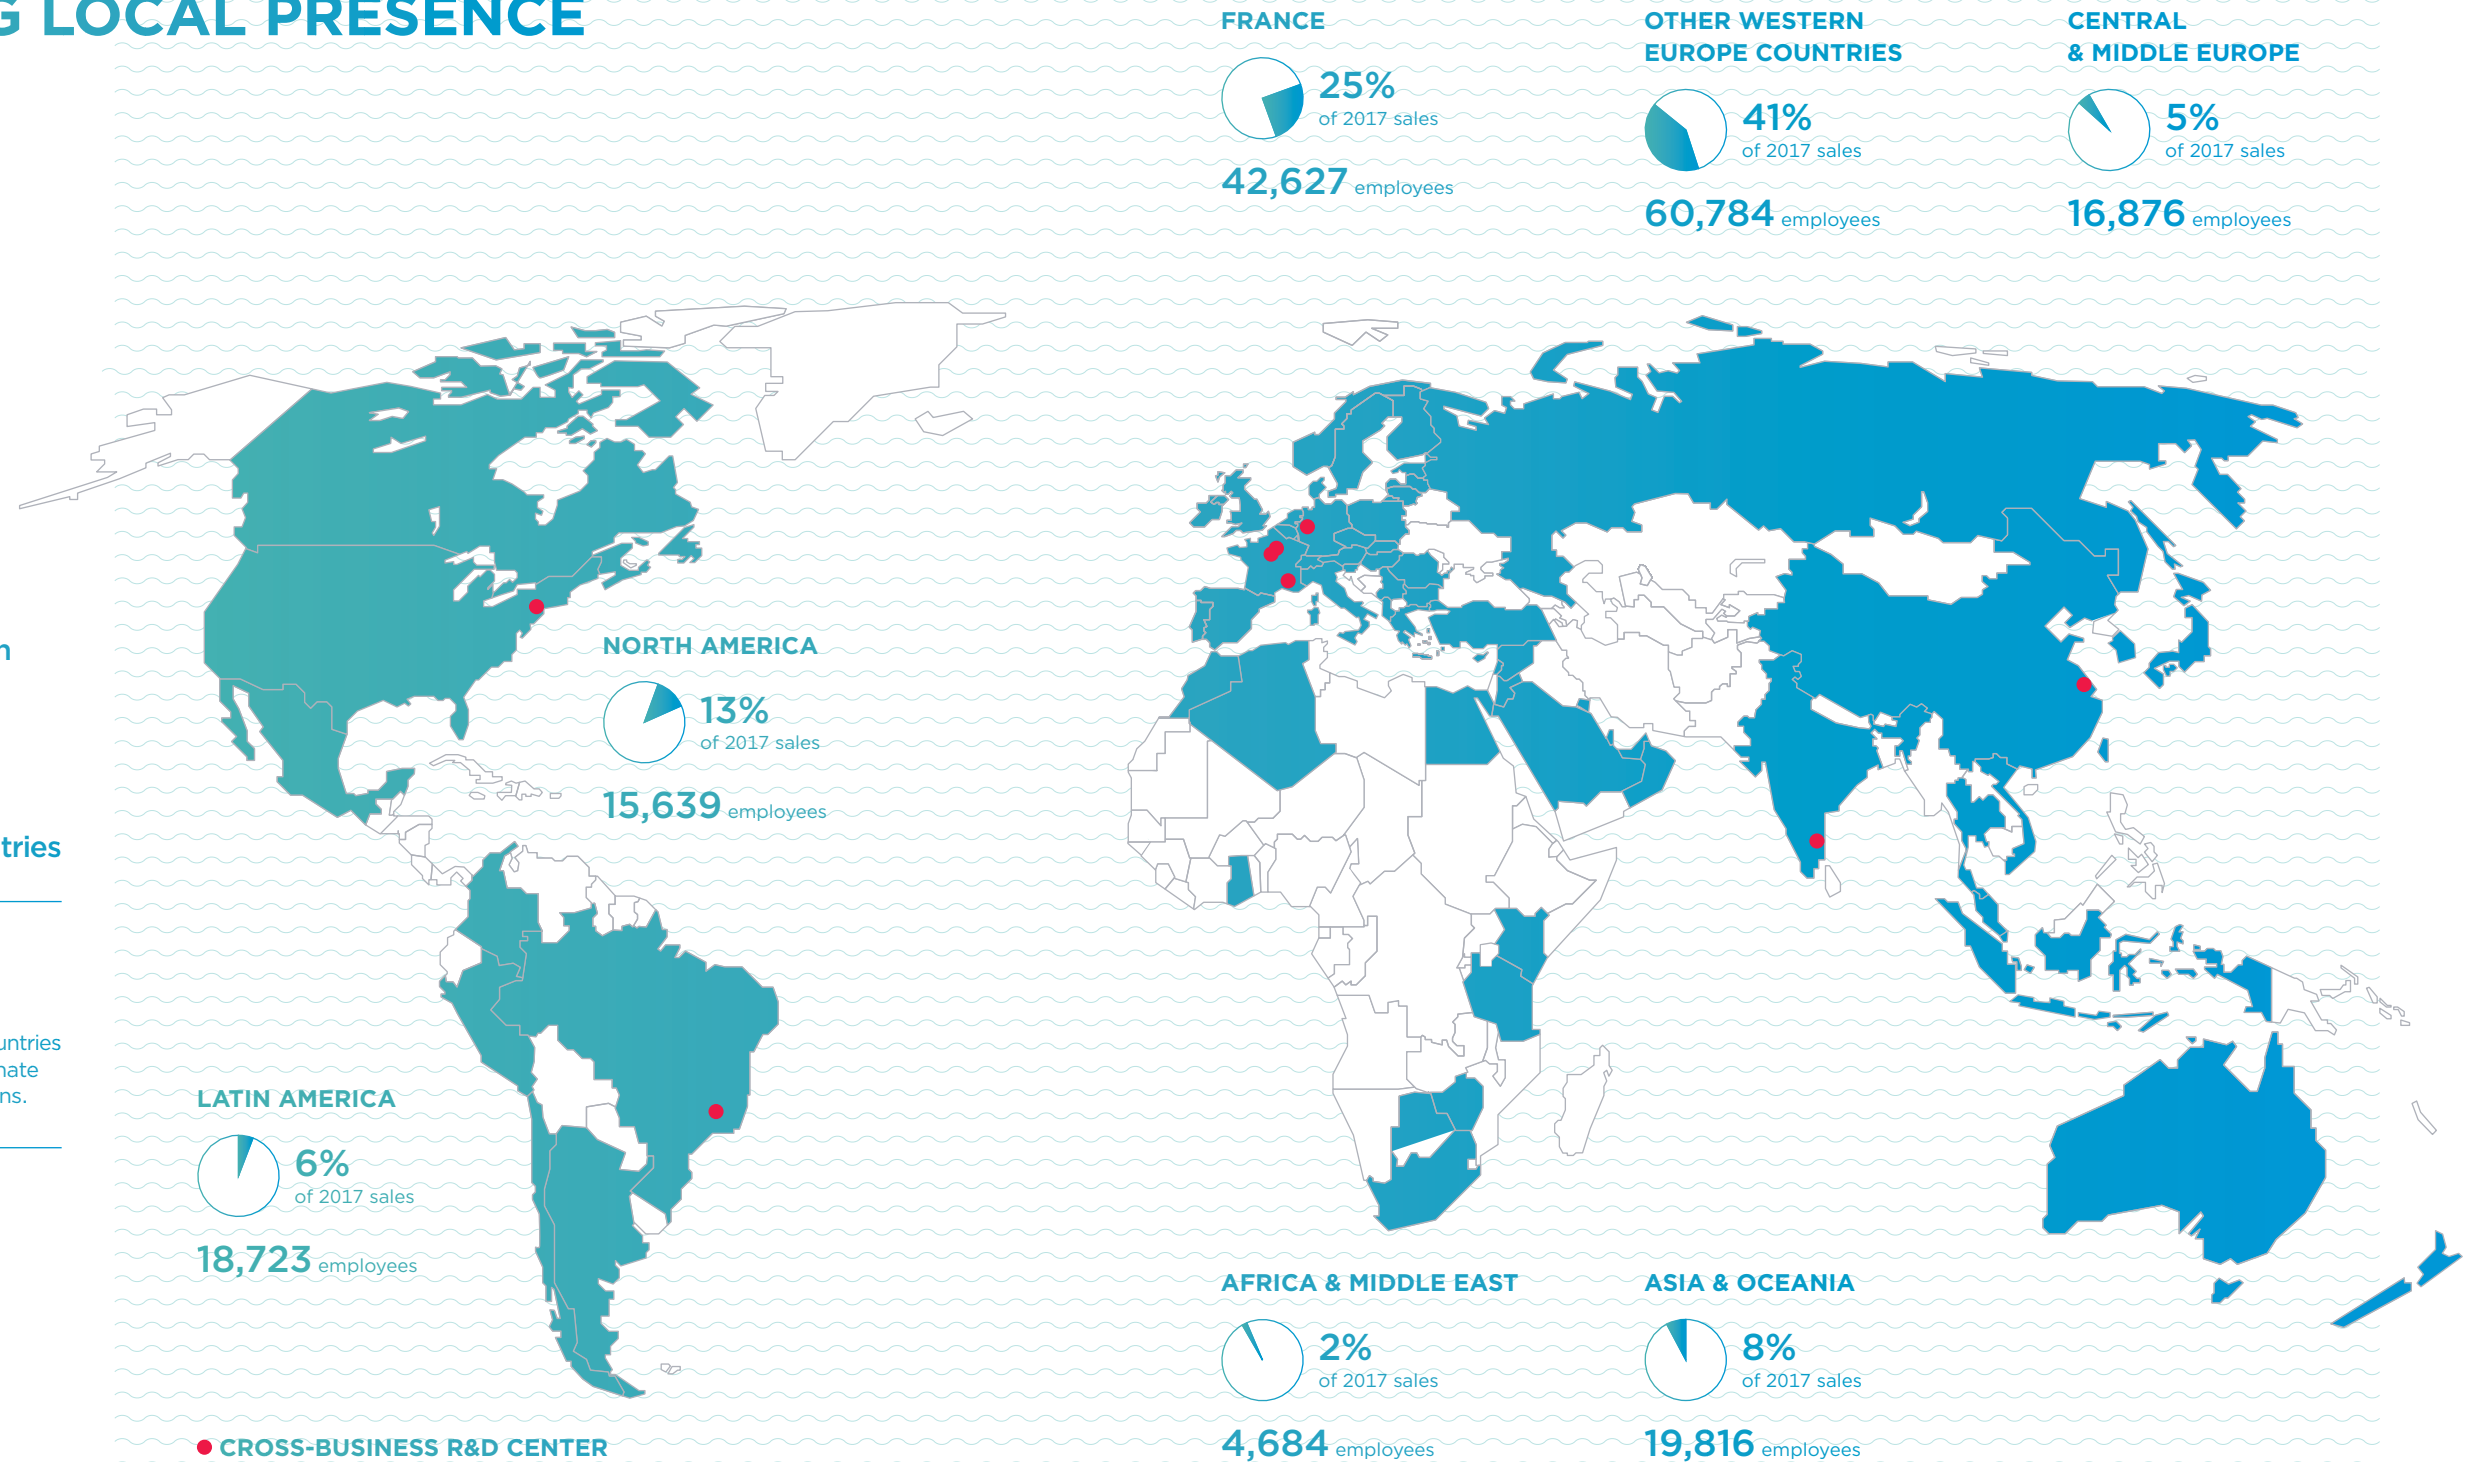 G LOCAL PRESENCE
FRANCE
25%
of 2017 sales
42,627 employees
OTHER WESTERN
EUROPE COUNTRIES
41%
of 2017 sales
60,784 employees
CENTRAL
& MIDDLE EUROPE
5%
of 2017 sales
16,876 employees
n
tries
untries
nate
ns.
NORTH AMERICA
13%
of 2017 sales
15,639 employees
LATIN AMERICA
6%
of 2017 sales
18,723 employees
AFRICA & MIDDLE EAST
2%
of 2017 sales
4,684 employees
ASIA & OCEANIA
8%
of 2017 sales
19,816 employees
CROSS-BUSINESS R&D CENTER